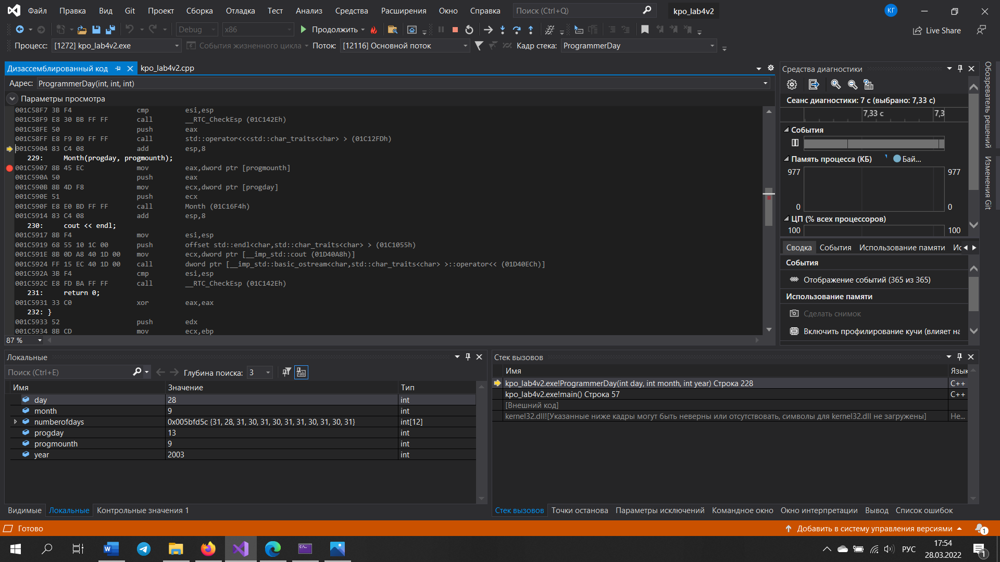 Файл Правка Вид Git Проект Сборка Отладка Тест Анализ Средства Расширения Окно Справка Поиск (Ctrl+Q) kpo_lab4v2 КГ
Debug x86 Продолжить Live Share
Процесс: [1272] kpo_lab4v2.exe События жизненного цикла Поток: [12116] Основной поток Кадр стека: ProgrammerDay
Дизассемблированный код kpo_lab4v2.cpp
Адрес: ProgrammerDay(int, int, int)
Параметры просмотра
001C58F7 3B F4 cmp esi,esp
001C58F9 E8 30 BB FF FF call __RTC_CheckEsp (01C142Eh)
001C58FE 50 push eax
001C58FF E8 F9 B9 FF FF call std::operator<<<std::char_traits<char> > (01C12FDh)
001C5904 83 C4 08 add esp,8
229: Month(progday, progmounth);
001C5907 8B 45 EC mov eax,dword ptr [progmounth]
001C590A 50 push eax
001C590B 8B 4D F8 mov ecx,dword ptr [progday]
001C590E 51 push ecx
001C590F E8 E0 BD FF FF call Month (01C16F4h)
001C5914 83 C4 08 add esp,8
230: cout << endl;
001C5917 8B F4 mov esi,esp
001C5919 68 55 10 1C 00 push offset std::endl<char,std::char_traits<char> > (01C1055h)
001C591E 8B 0D A8 40 1D 00 mov ecx,dword ptr [__imp_std::cout (01D40A8h)]
001C5924 FF 15 EC 40 1D 00 call dword ptr [__imp_std::basic_ostream<char,std::char_traits<char> >::operator<< (01D40ECh)]
001C592A 3B F4 cmp esi,esp
001C592C E8 FD BA FF FF call __RTC_CheckEsp (01C142Eh)
231: return 0;
001C5931 33 C0 xor eax,eax
232: }
001C5933 52 push edx
001C5934 8B CD mov ecx,ebp
87 %
Средства диагностики
Сеанс диагностики: 7 с (выбрано: 7,33 с)
7,33 с 7,3
События
Память процесса (КБ) Бай...
977 977
0 0
ЦП (% всех процессоров)
100 100
Сводка События Использование памяти Ис
События
Отображение событий (365 из 365)
Использование памяти
Сделать снимок
Включить профилирование кучи (влияет на
Обозреватель решений
Изменения Git
Локальные
Поиск (Ctrl+E) Глубина поиска: 3
Имя Значение Тип
day 28 int
month 9 int
numberofdays 0x005bfd5c {31, 28, 31, 30, 31, 30, 31, 31, 30, 31, 30, 31} int[12]
progday 13 int
progmounth 9 int
year 2003 int
Видимые Локальные Контрольные значения 1
Стек вызовов
Имя Язык
kpo_lab4v2.exe!ProgrammerDay(int day, int month, int year) Строка 228 C++
kpo_lab4v2.exe!main() Строка 57 C++
[Внешний код]
kernel32.dll![Указанные ниже кадры могут быть неверны или отсутствовать, символы для kernel32.dll не загружены] Не...
Стек вызовов Точки останова Параметры исключений Командное окно Окно интерпретации Вывод Список ошибок
Готово Добавить в систему управления версиями 1
РУС 17:54
28.03.2022 1